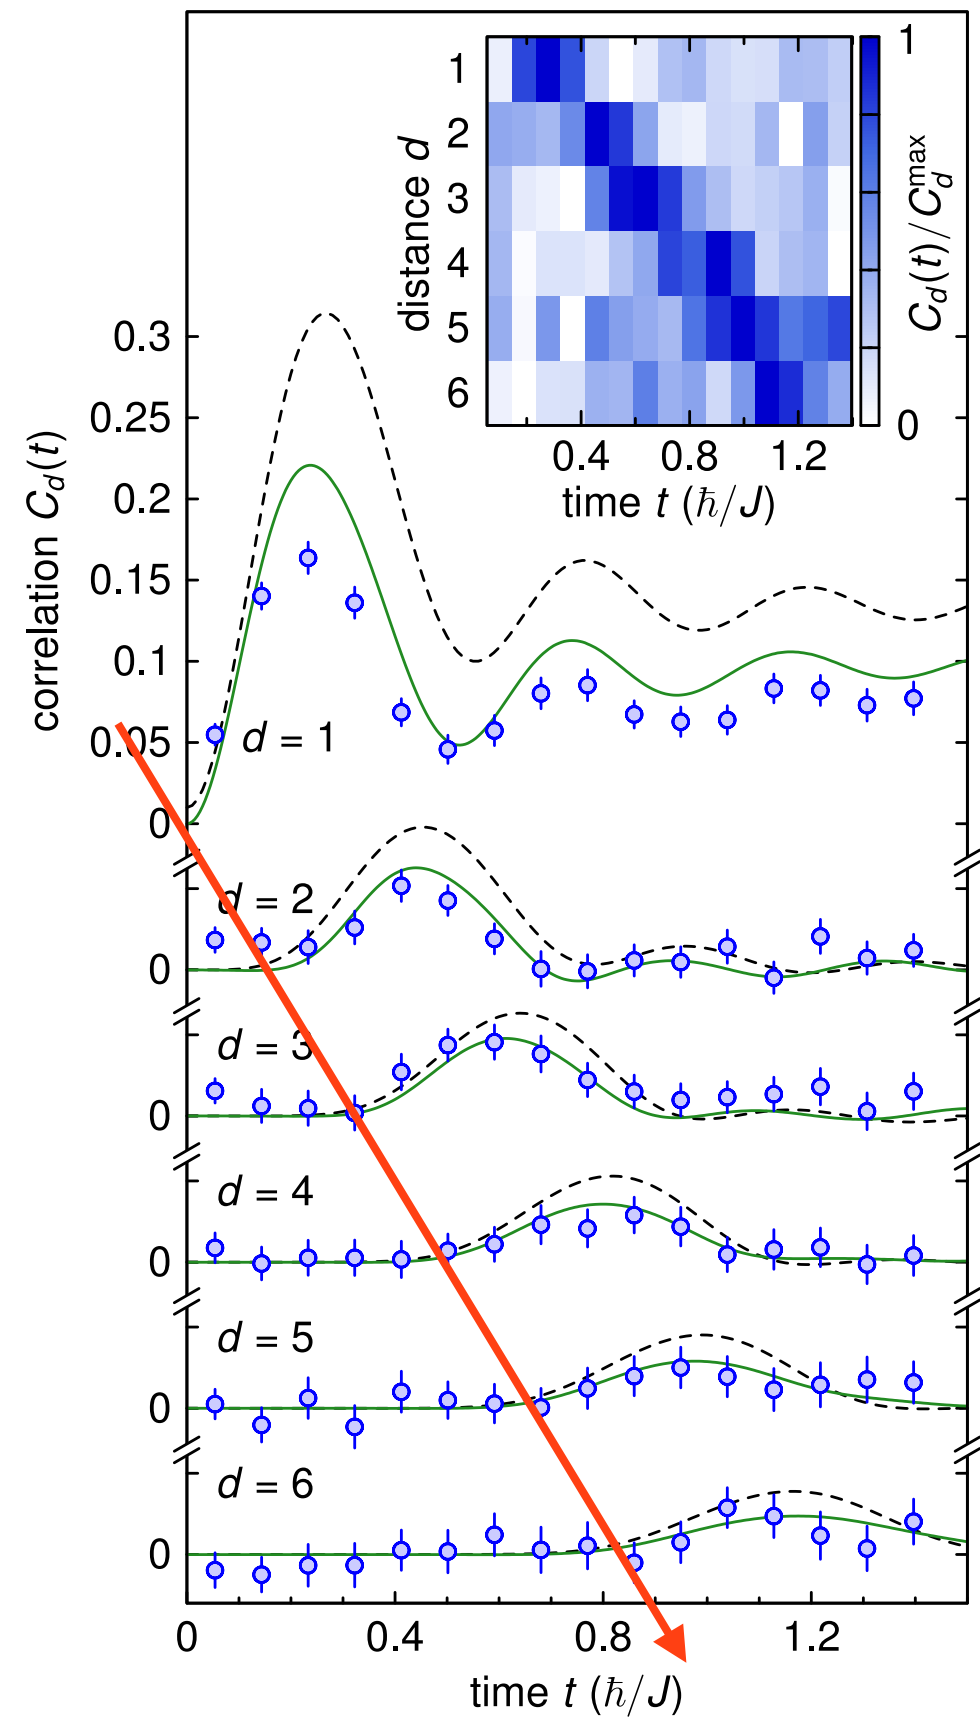 1
2
3
4
5
6
distance d
0.4 0.8 1.2
time t (ℏ/J)
1
0
C_d(t) / C_d^max
0.3
0.25
0.2
0.15
0.1
0.05
0
correlation C_d(t)
d = 1
d = 2
0
d = 3
0
d = 4
0
d = 5
0
d = 6
0
0 0.4 0.8 1.2
time t (ℏ/J)